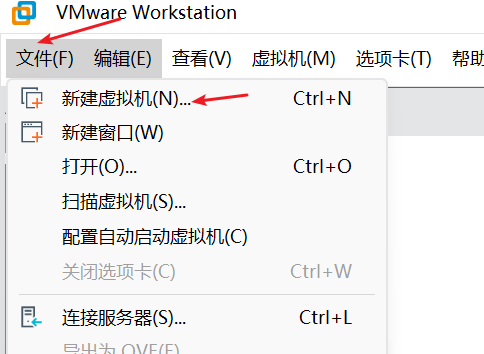 VMware Workstation
文件(F) 编辑(E) 查看(V) 虚拟机(M) 选项卡(T) 帮助
新建虚拟机(N)... Ctrl+N
新建窗口(W)
打开(O)... Ctrl+O
扫描虚拟机(S)...
配置自动启动虚拟机(C)
关闭选项卡(C) Ctrl+W
连接服务器(S)... Ctrl+L
导出为 OVF(E)